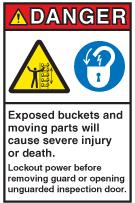 DANGER
Exposed buckets and
moving parts will
cause severe injury
or death.
Lockout power before
removing guard or opening
unguarded inspection door.